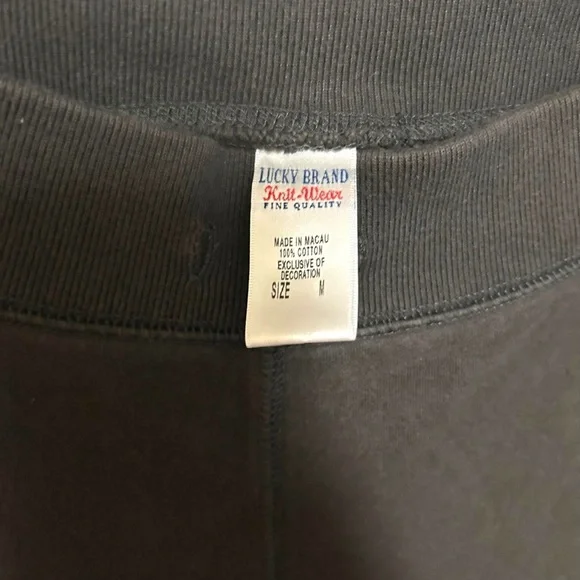 LUCKY BRAND
Knit-Wear
FINE QUALITY
MADE IN MACAU
100% COTTON
EXCLUSIVE OF
DECORATION
SIZE M